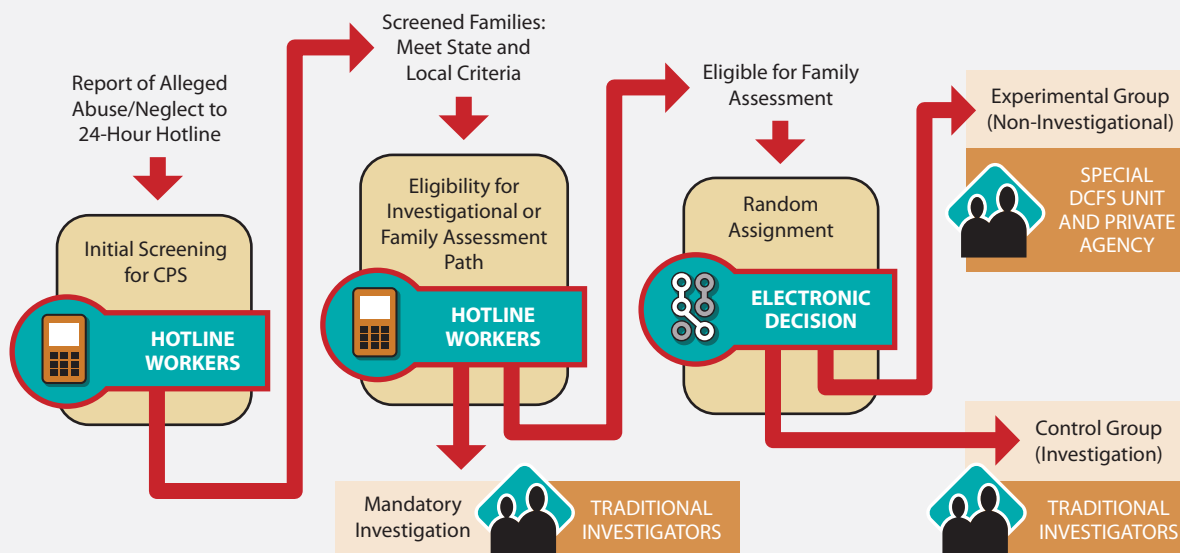 Report of Alleged
Abuse/Neglect to
24-Hour Hotline
Initial Screening
for CPS
HOTLINE
WORKERS
Screened Families:
Meet State and
Local Criteria
Eligibility for
Investigational or
Family Assessment
Path
HOTLINE
WORKERS
Mandatory
Investigation
TRADITIONAL
INVESTIGATORS
Eligible for Family
Assessment
Random
Assignment
ELECTRONIC
DECISION
Experimental Group
(Non-Investigational)
SPECIAL
DCFS UNIT
AND PRIVATE
AGENCY
Control Group
(Investigation)
TRADITIONAL
INVESTIGATORS